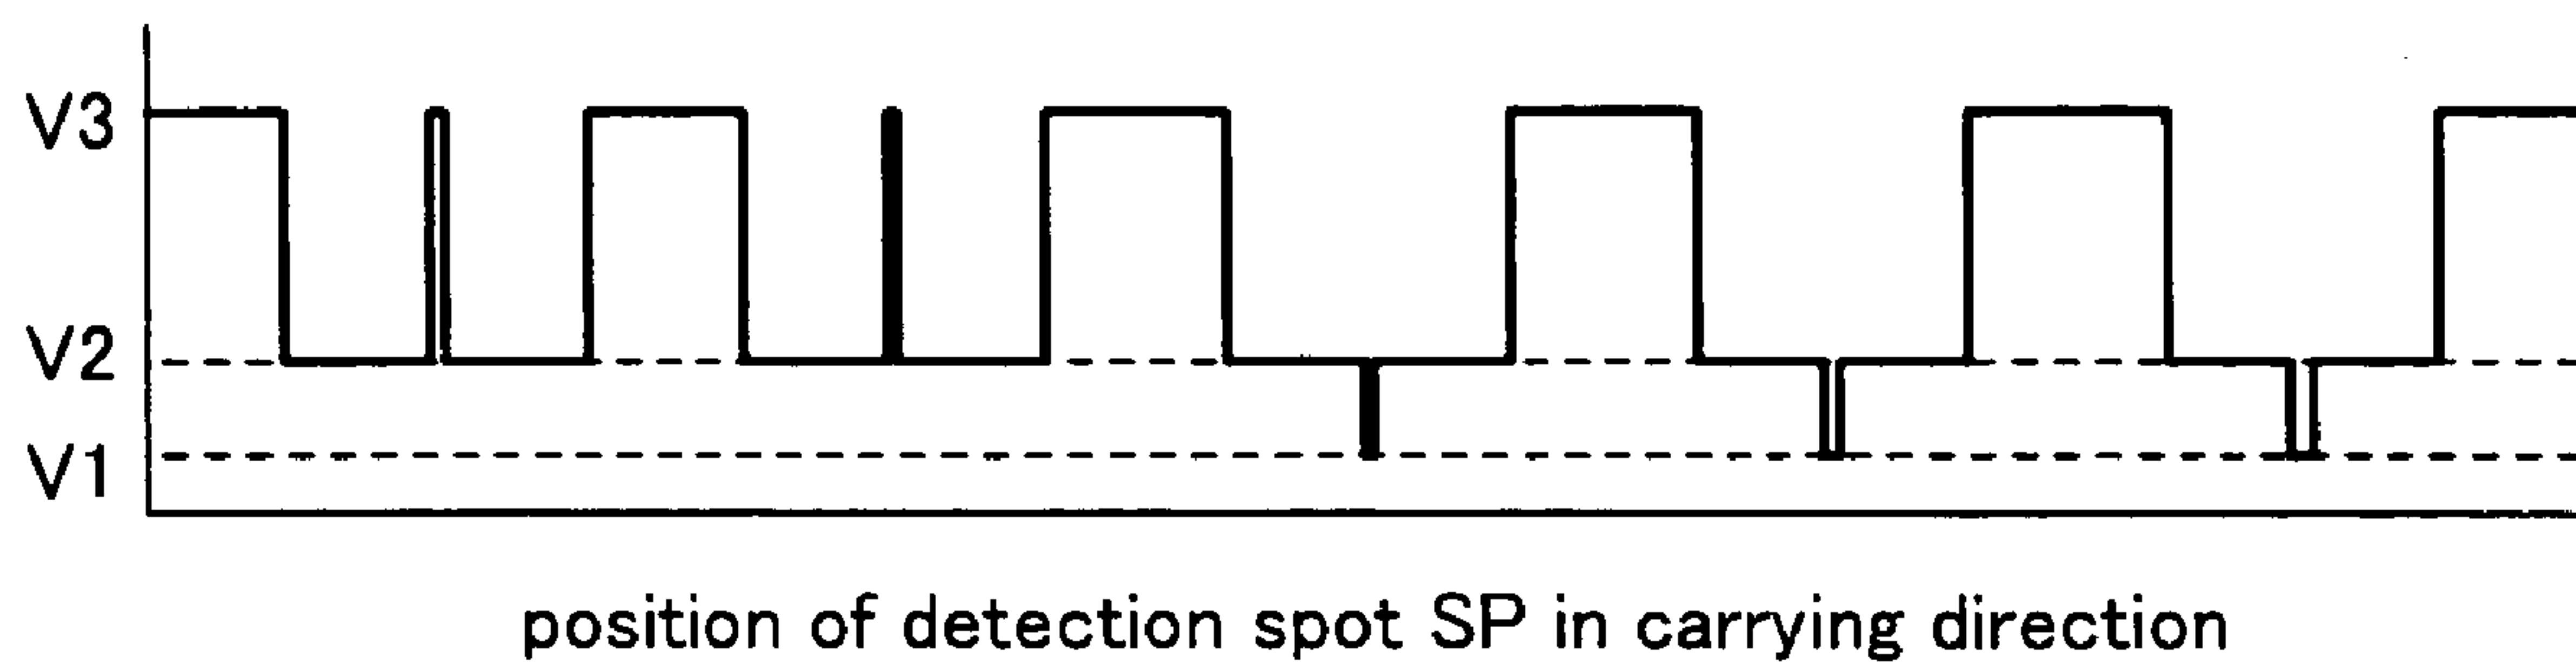 V3
V2
V1
position of detection spot SP in carrying direction